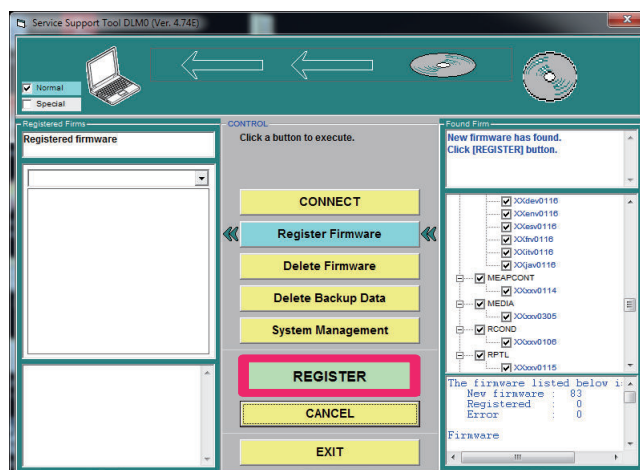 Service Support Tool DLM0 (Ver. 4.74E)
Normal
Special
Registered Firms
Registered firmware
CONTROL
Click a button to execute.
CONNECT
Register Firmware
Delete Firmware
Delete Backup Data
System Management
REGISTER
CANCEL
EXIT
Found Firm
New firmware has found.
Click [REGISTER] button.
XXdev0116
XXenv0116
XXesv0116
XXfrv0116
XXitv0116
XXjav0116
MEAPCONT
XXxxv0114
MEDIA
XXxxv0305
RCOND
XXxxv0106
RPTL
XXxxv0115
The firmware listed below i
New firmware : 83
Registered : 0
Error : 0
Firmware